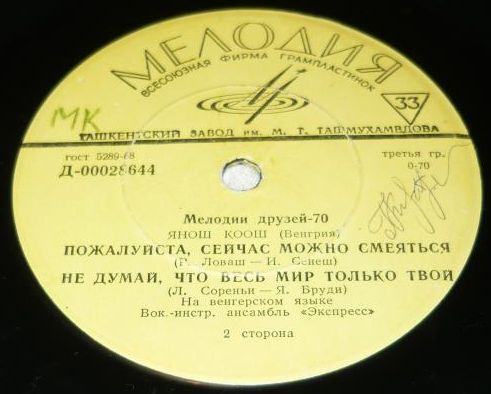 МЕЛОДИЯ
ВСЕСОЮЗНАЯ ФИРМА ГРАМПЛАСТИНОК
33
МК
ТАШКЕНТСКИЙ ЗАВОД ИМ. М. Т. ТАШМУХАМЕДОВА
гост 5289-68
третья гр.
Д-00028644
0-70
Мелодии друзей-70
ЯНОШ КООШ (Венгрия)
ПОЖАЛУЙСТА, СЕЙЧАС МОЖНО СМЕЯТЬСЯ
(Р. Ловаш — И. Сенеш)
НЕ ДУМАЙ, ЧТО ВЕСЬ МИР ТОЛЬКО ТВОЙ
(Л. Сореньи — Я. Броди)
На венгерском языке
Вок.-инстр. ансамбль «Экспресс»
2 сторона